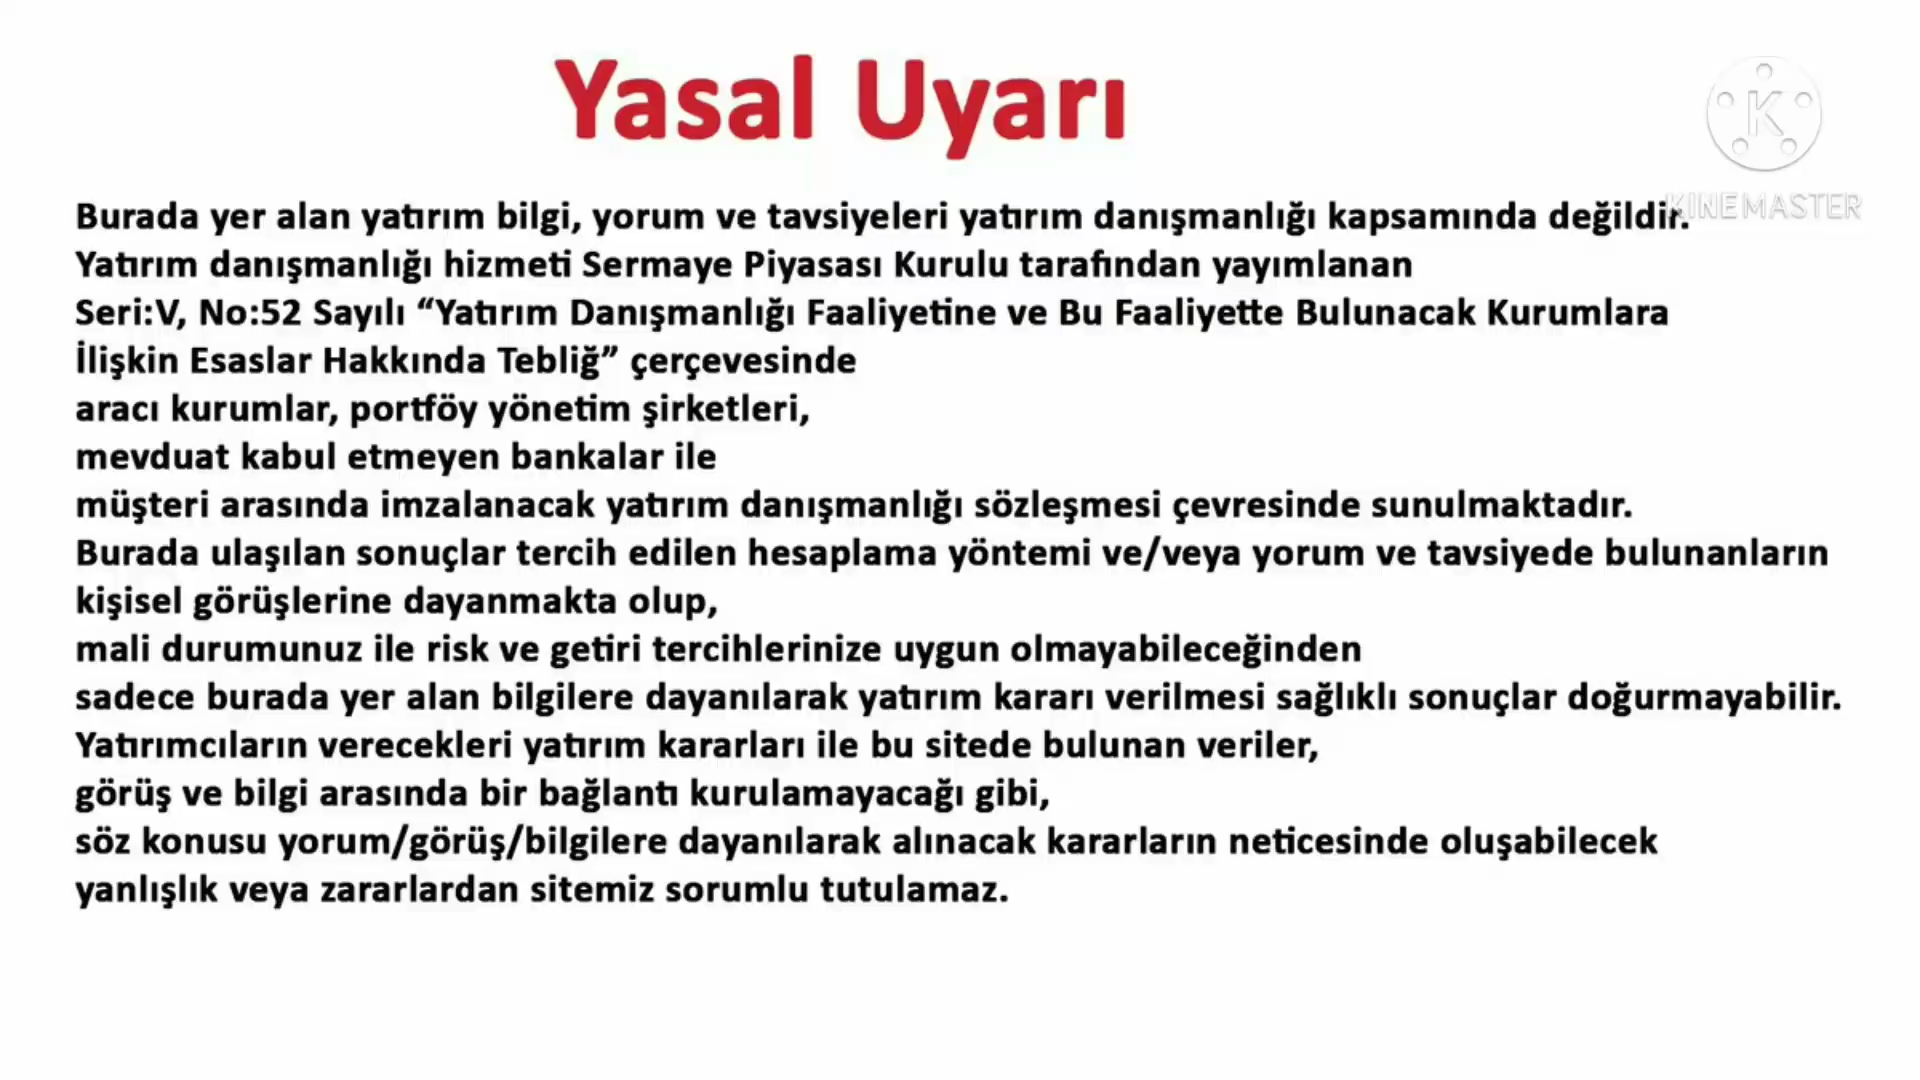 Yasal Uyarı
K
KINEMASTER
Burada yer alan yatırım bilgi, yorum ve tavsiyeleri yatırım danışmanlığı kapsamında değildir.
Yatırım danışmanlığı hizmeti Sermaye Piyasası Kurulu tarafından yayımlanan
Seri:V, No:52 Sayılı “Yatırım Danışmanlığı Faaliyetine ve Bu Faaliyette Bulunacak Kurumlara
İlişkin Esaslar Hakkında Tebliğ” çerçevesinde
aracı kurumlar, portföy yönetim şirketleri,
mevduat kabul etmeyen bankalar ile
müşteri arasında imzalanacak yatırım danışmanlığı sözleşmesi çevresinde sunulmaktadır.
Burada ulaşılan sonuçlar tercih edilen hesaplama yöntemi ve/veya yorum ve tavsiyede bulunanların
kişisel görüşlerine dayanmakta olup,
mali durumunuz ile risk ve getiri tercihlerinize uygun olmayabileceğinden
sadece burada yer alan bilgilere dayanılarak yatırım kararı verilmesi sağlıklı sonuçlar doğurmayabilir.
Yatırımcıların verecekleri yatırım kararları ile bu sitede bulunan veriler,
görüş ve bilgi arasında bir bağlantı kurulamayacağı gibi,
söz konusu yorum/görüş/bilgilere dayanılarak alınacak kararların neticesinde oluşabilecek
yanlışlık veya zararlardan sitemiz sorumlu tutulamaz.